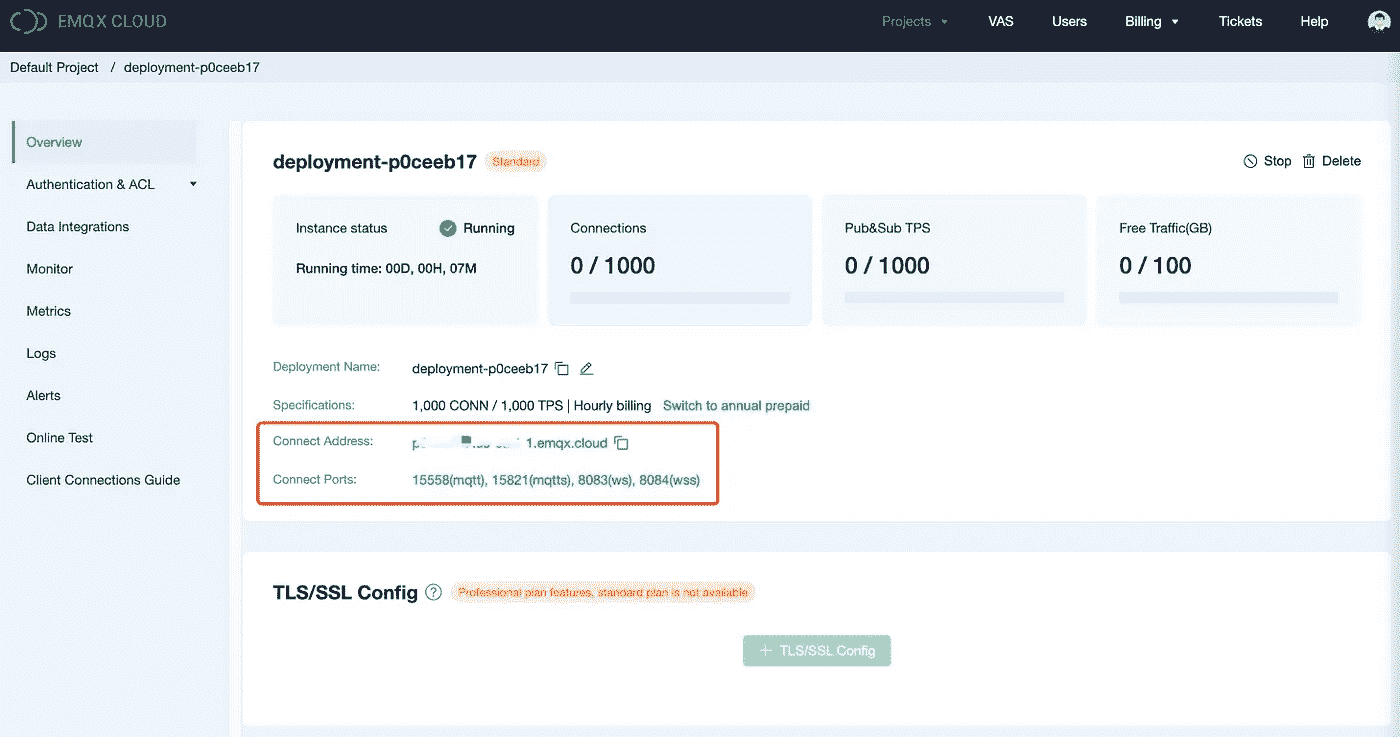 EMQX CLOUD
Projects VAS Users Billing Tickets Help
Default Project / deployment-p0ceeb17
Overview
Authentication & ACL
Data Integrations
Monitor
Metrics
Logs
Alerts
Online Test
Client Connections Guide
deployment-p0ceeb17 Standard
Stop Delete
Instance status Running
Running time: 00D, 00H, 07M
Connections
0 / 1000
Pub&Sub TPS
0 / 1000
Free Traffic(GB)
0 / 100
Deployment Name: deployment-p0ceeb17
Specifications: 1,000 CONN / 1,000 TPS | Hourly billing Switch to annual prepaid
Connect Address: 1.emqx.cloud
Connect Ports: 15558(mqtt), 15821(mqtts), 8083(ws), 8084(wss)
TLS/SSL Config ? Professional plan features, standard plan is not available
+ TLS/SSL Config